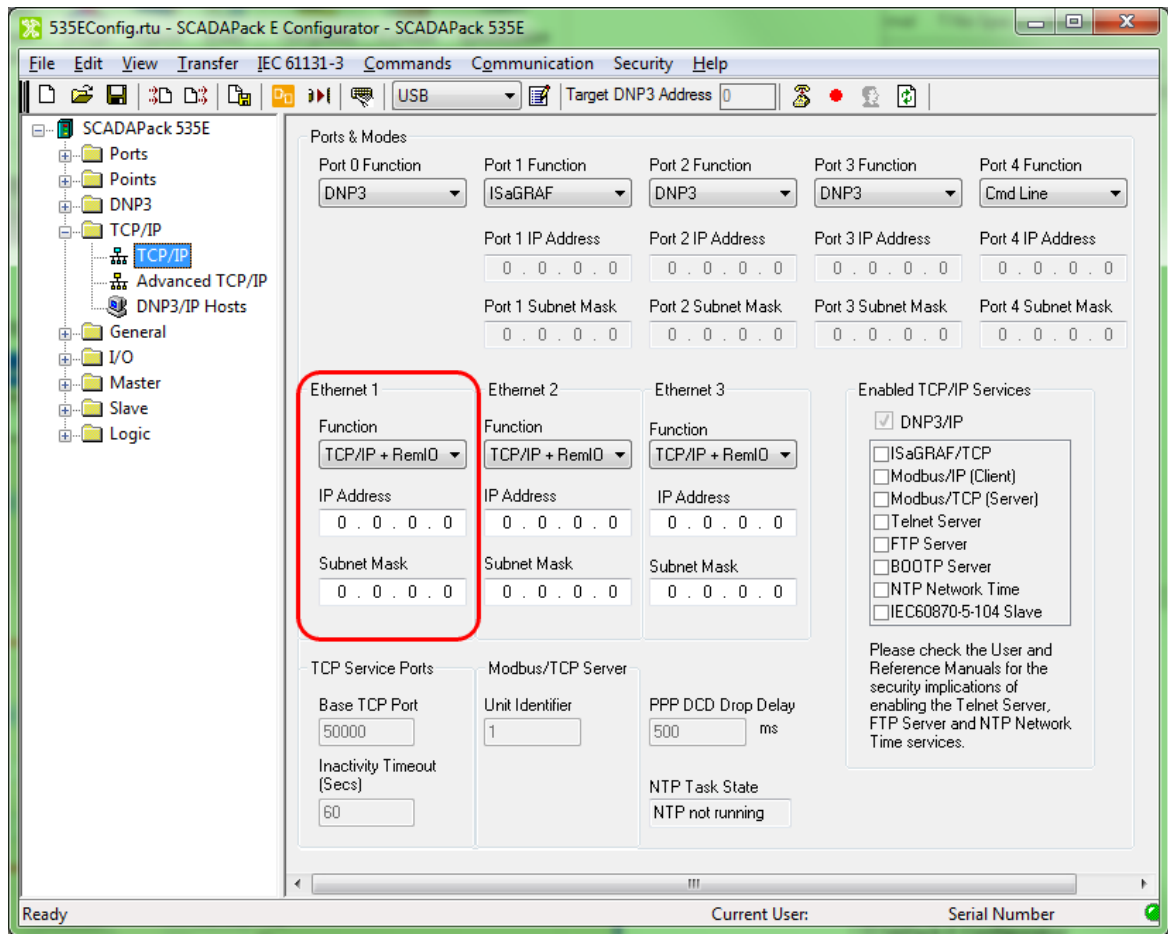 535EConfig.rtu - SCADAPack E Configurator - SCADAPack 535E
File Edit View Transfer IEC 61131-3 Commands Communication Security Help
USB Target DNP3 Address 0
SCADAPack 535E
Ports
Points
DNP3
TCP/IP
TCP/IP
Advanced TCP/IP
DNP3/IP Hosts
General
I/O
Master
Slave
Logic
Ports & Modes
Port 0 Function Port 1 Function Port 2 Function Port 3 Function Port 4 Function
DNP3 ISaGRAF DNP3 DNP3 Cmd Line
Port 1 IP Address Port 2 IP Address Port 3 IP Address Port 4 IP Address
0 . 0 . 0 . 0 0 . 0 . 0 . 0 0 . 0 . 0 . 0 0 . 0 . 0 . 0
Port 1 Subnet Mask Port 2 Subnet Mask Port 3 Subnet Mask Port 4 Subnet Mask
0 . 0 . 0 . 0 0 . 0 . 0 . 0 0 . 0 . 0 . 0 0 . 0 . 0 . 0
Ethernet 1 Ethernet 2 Ethernet 3
Function Function Function
TCP/IP + RemIO TCP/IP + RemIO TCP/IP + RemIO
IP Address IP Address IP Address
0 . 0 . 0 . 0 0 . 0 . 0 . 0 0 . 0 . 0 . 0
Subnet Mask Subnet Mask Subnet Mask
0 . 0 . 0 . 0 0 . 0 . 0 . 0 0 . 0 . 0 . 0
Enabled TCP/IP Services
DNP3/IP
ISaGRAF/TCP
Modbus/IP (Client)
Modbus/TCP (Server)
Telnet Server
FTP Server
BOOTP Server
NTP Network Time
IEC60870-5-104 Slave
Please check the User and
Reference Manuals for the
security implications of
enabling the Telnet Server,
FTP Server and NTP Network
Time services.
TCP Service Ports Modbus/TCP Server
Base TCP Port Unit Identifier PPP DCD Drop Delay
50000 1 500 ms
Inactivity Timeout
(Secs)
60
NTP Task State
NTP not running
Ready Current User: Serial Number